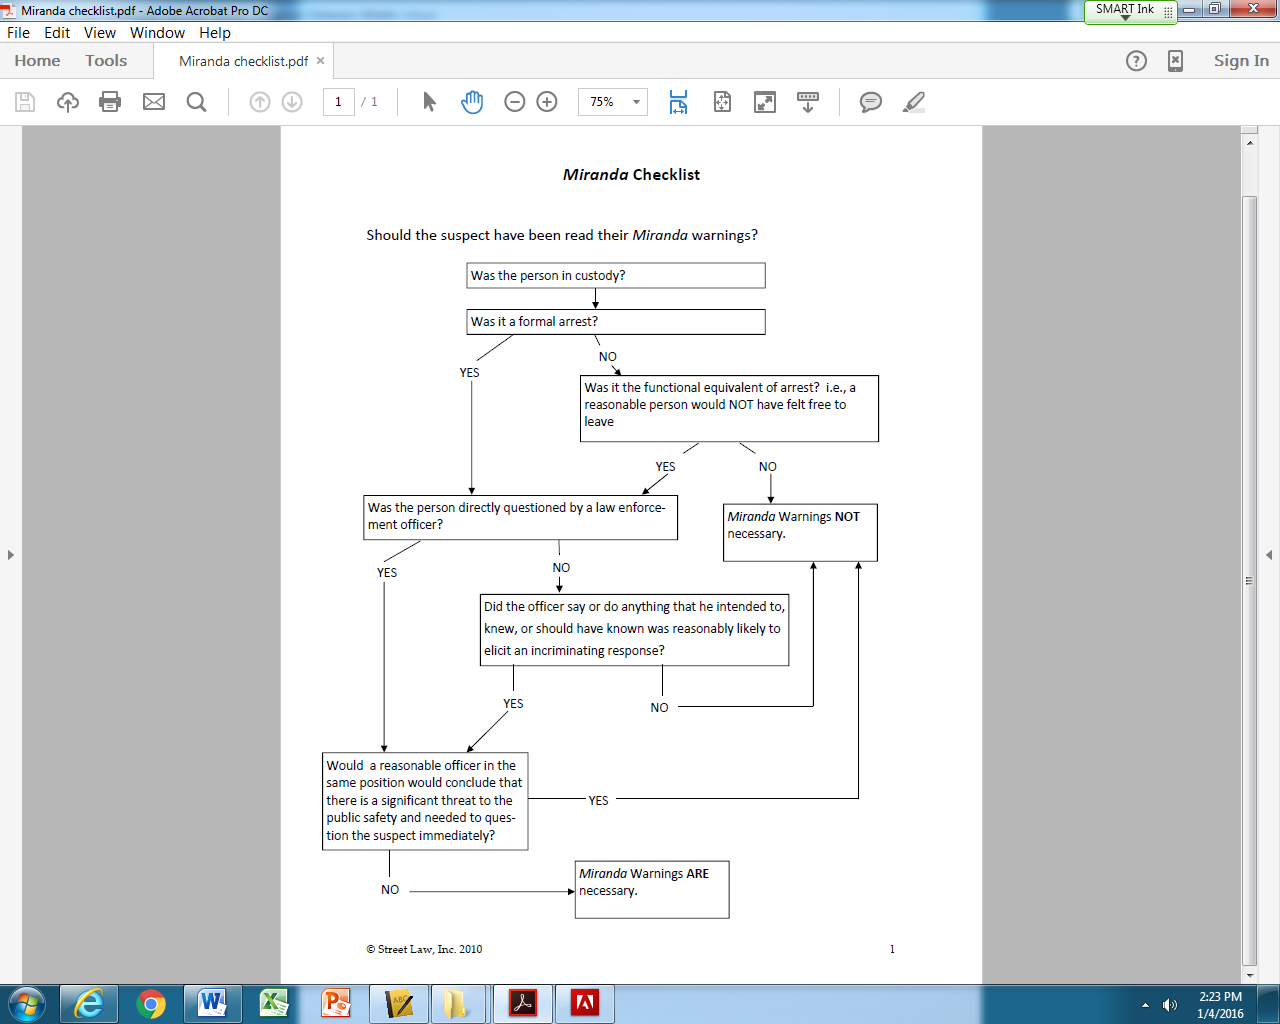 Miranda checklist.pdf - Adobe Acrobat Pro DC
SMART Ink
File Edit View Window Help
Home Tools Miranda checklist.pdf × Sign In
1 / 1 75%
Miranda Checklist
Should the suspect have been read their Miranda warnings?
Was the person in custody?
Was it a formal arrest?
NO
YES
Was it the functional equivalent of arrest? i.e., a
reasonable person would NOT have felt free to
leave
YES NO
Was the person directly questioned by a law enforce-
ment officer?
Miranda Warnings NOT
necessary.
YES NO
Did the officer say or do anything that he intended to,
knew, or should have known was reasonably likely to
elicit an incriminating response?
YES NO
Would a reasonable officer in the
same position would conclude that
there is a significant threat to the
public safety and needed to ques-
tion the suspect immediately?
YES
NO
Miranda Warnings ARE
necessary.
© Street Law, Inc. 2010 1
2:23 PM
1/4/2016